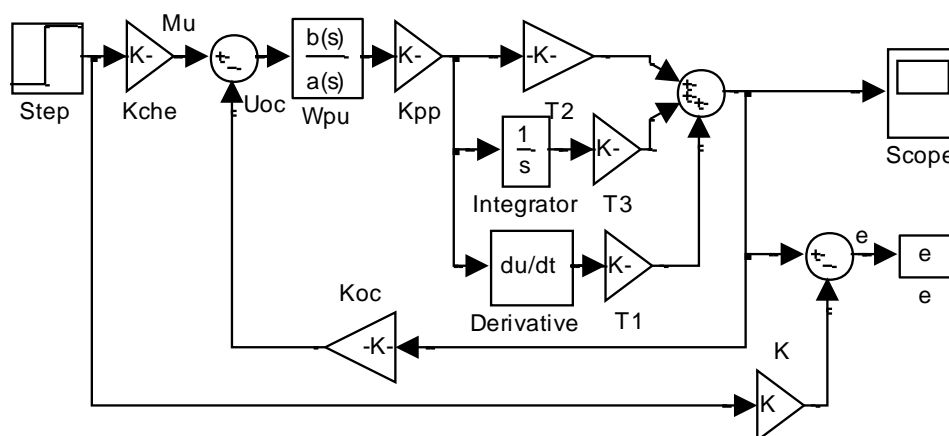 Step
K-
Kche
Mu
+
-
Uoc
b(s)
a(s)
Wpu
K-
Kpp
-K-
T2
1
s
Integrator
K-
T3
du/dt
Derivative
K-
T1
+
+
+
Scope
-K-
Koc
K
K
+
-
e
e
e